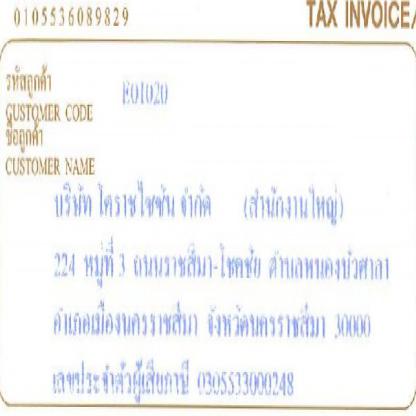 0105536089829 TAX INVOICE/
รหัสลูกค้า E01020
CUSTOMER CODE
ชื่อลูกค้า
CUSTOMER NAME
บริษัท โคราชไซซัน จำกัด (สำนักงานใหญ่)
224 หมู่ที่ 3 ถนนราชสีมา-โชคชัย ตำบลหนองบัวศาลา
อำเภอเมืองนครราชสีมา จังหวัดนครราชสีมา 30000
เลขประจำตัวผู้เสียภาษี 0305533000248